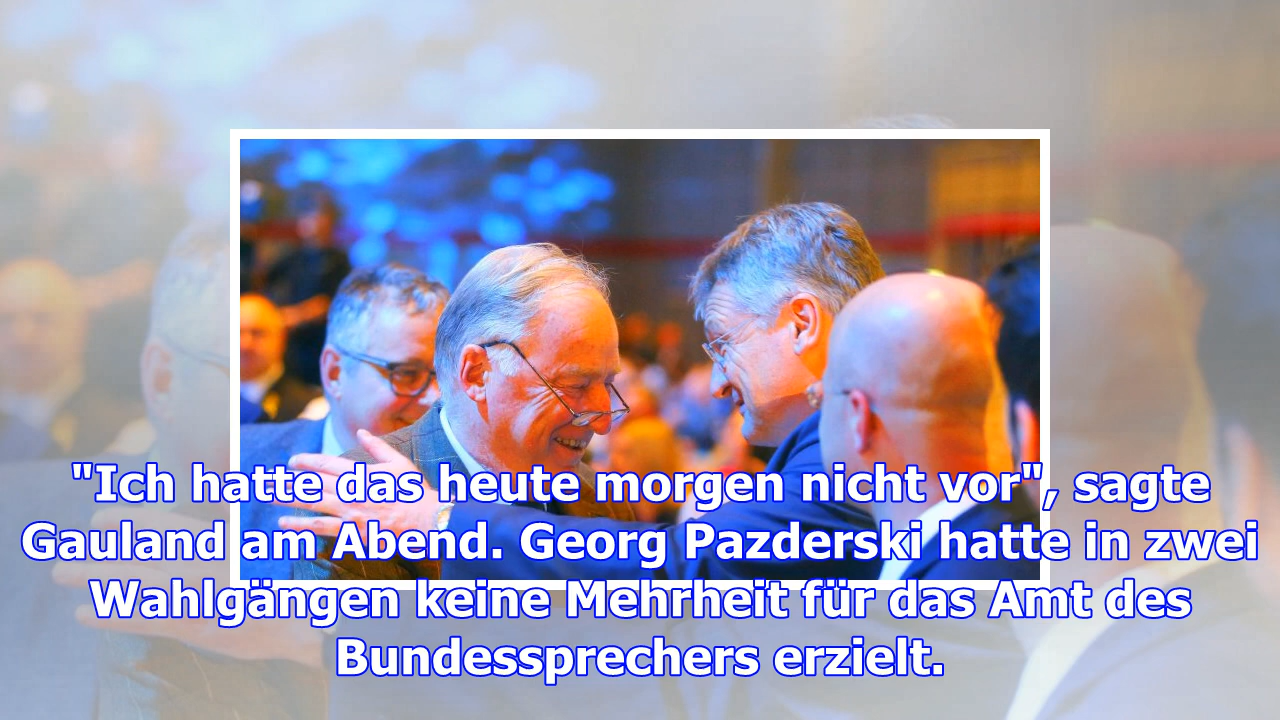 "Ich hatte das heute morgen nicht vor", sagte
Gauland am Abend. Georg Pazderski hatte in zwei
Wahlgängen keine Mehrheit für das Amt des
Bundessprechers erzielt.